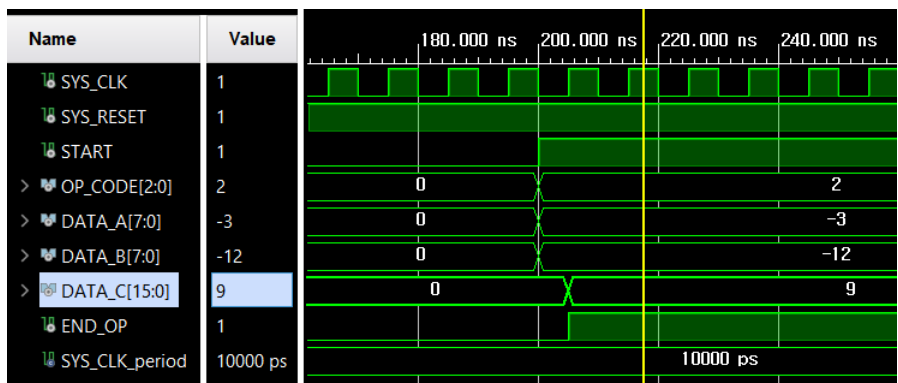 Name Value 180.000 ns 200.000 ns 220.000 ns 240.000 ns
SYS_CLK 1
SYS_RESET 1
START 1
> OP_CODE[2:0] 2 0 2
> DATA_A[7:0] -3 0 -3
> DATA_B[7:0] -12 0 -12
> DATA_C[15:0] 9 0 9
END_OP 1
SYS_CLK_period 10000 ps 10000 ps